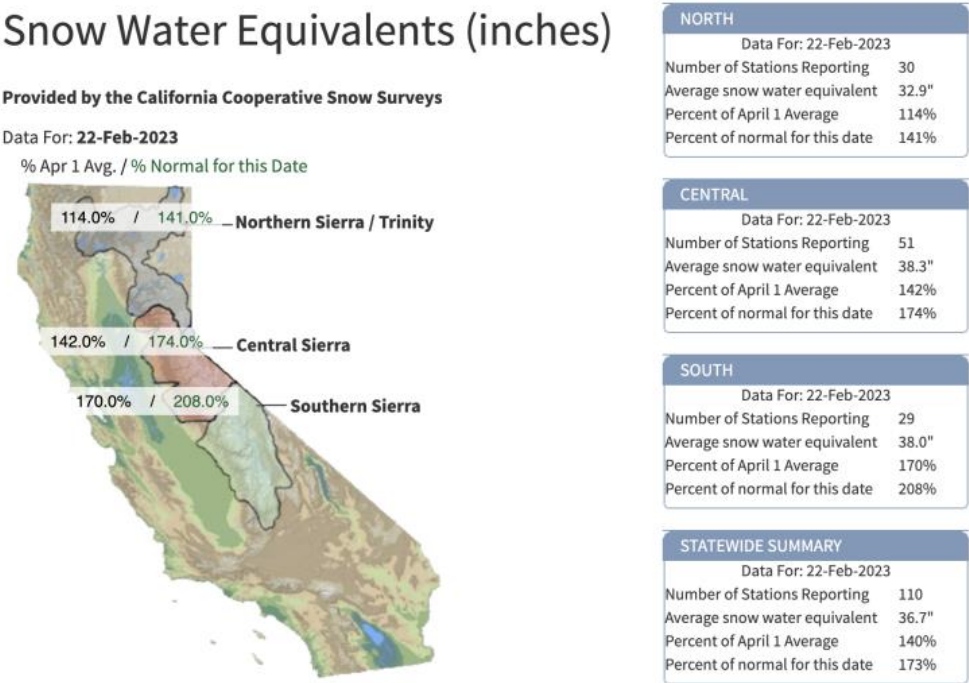 Snow Water Equivalents (inches)
Provided by the California Cooperative Snow Surveys
Data For: 22-Feb-2023
% Apr 1 Avg. / % Normal for this Date
114.0% / 141.0%
Northern Sierra / Trinity
142.0% / 174.0%
Central Sierra
170.0% / 208.0%
Southern Sierra
NORTH
Data For: 22-Feb-2023
Number of Stations Reporting 30
Average snow water equivalent 32.9"
Percent of April 1 Average 114%
Percent of normal for this date 141%
CENTRAL
Data For: 22-Feb-2023
Number of Stations Reporting 51
Average snow water equivalent 38.3"
Percent of April 1 Average 142%
Percent of normal for this date 174%
SOUTH
Data For: 22-Feb-2023
Number of Stations Reporting 29
Average snow water equivalent 38.0"
Percent of April 1 Average 170%
Percent of normal for this date 208%
STATEWIDE SUMMARY
Data For: 22-Feb-2023
Number of Stations Reporting 110
Average snow water equivalent 36.7"
Percent of April 1 Average 140%
Percent of normal for this date 173%